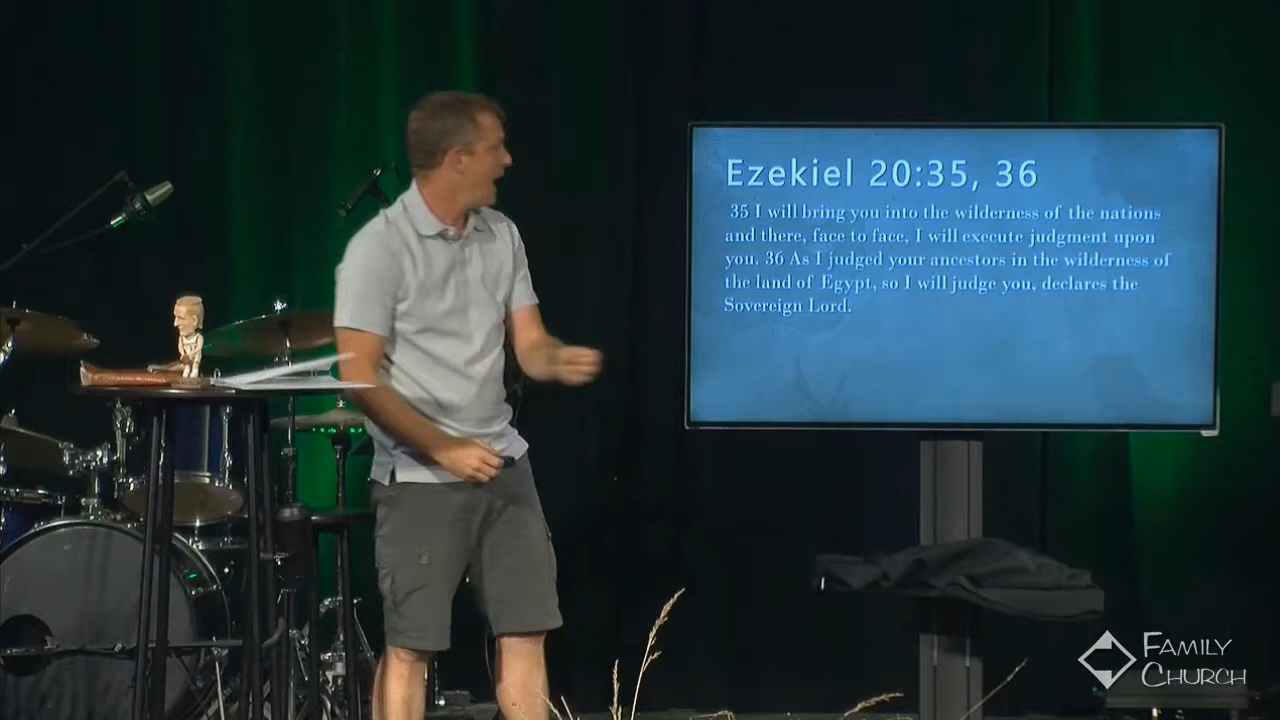 Ezekiel 20:35, 36
35 I will bring you into the wilderness of the nations
and there, face to face, I will execute judgment upon
you. 36 As I judged your ancestors in the wilderness of
the land of Egypt, so I will judge you, declares the
Sovereign Lord.
FAMILY
CHURCH